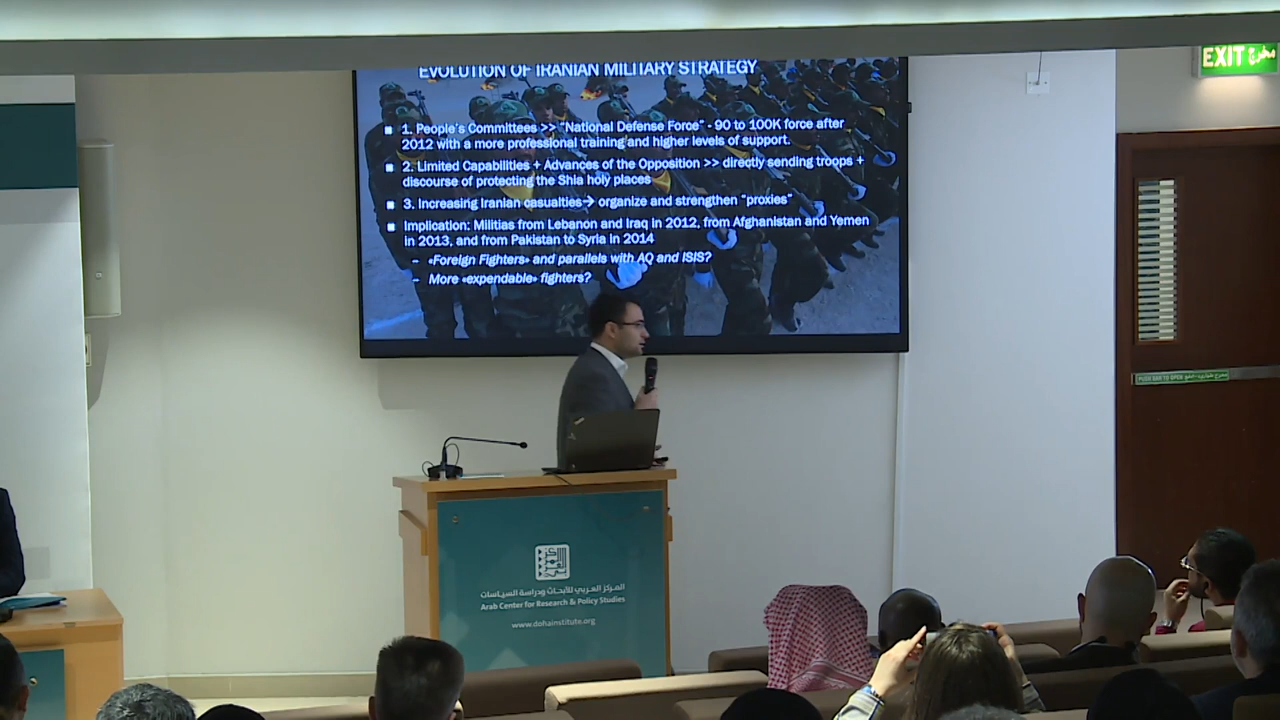 EVOLUTION OF IRANIAN MILITARY STRATEGY
EXIT مخرج
1. People's Committees >> "National Defense Force" - 90 to 100K force after
2012 with a more professional training and higher levels of support.
2. Limited Capabilities + Advances of the Opposition >> directly sending troops +
discourse of protecting the Shia holy places
3. Increasing Iranian casualties→ organize and strengthen "proxies"
Implication: Militias from Lebanon and Iraq in 2012, from Afghanistan and Yemen
in 2013, and from Pakistan to Syria in 2014
– «Foreign Fighters» and parallels with AQ and ISIS?
– More «expendable» fighters?
PUSH BAR TO OPEN
المركز العربي للأبحاث ودراسة السياسات
Arab Center for Research & Policy Studies
www.dohainstitute.org